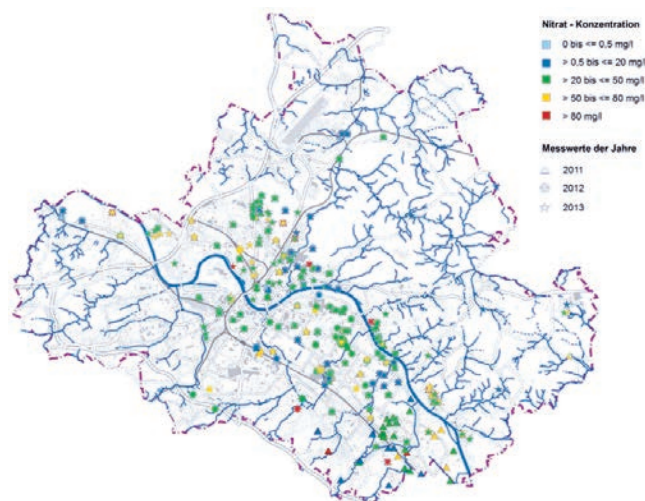 Nitrat - Konzentration
0 bis <= 0,5 mg/l
> 0,5 bis <= 20 mg/l
> 20 bis <= 50 mg/l
> 50 bis <= 80 mg/l
> 80 mg/l
Messwerte der Jahre
2011
2012
2013